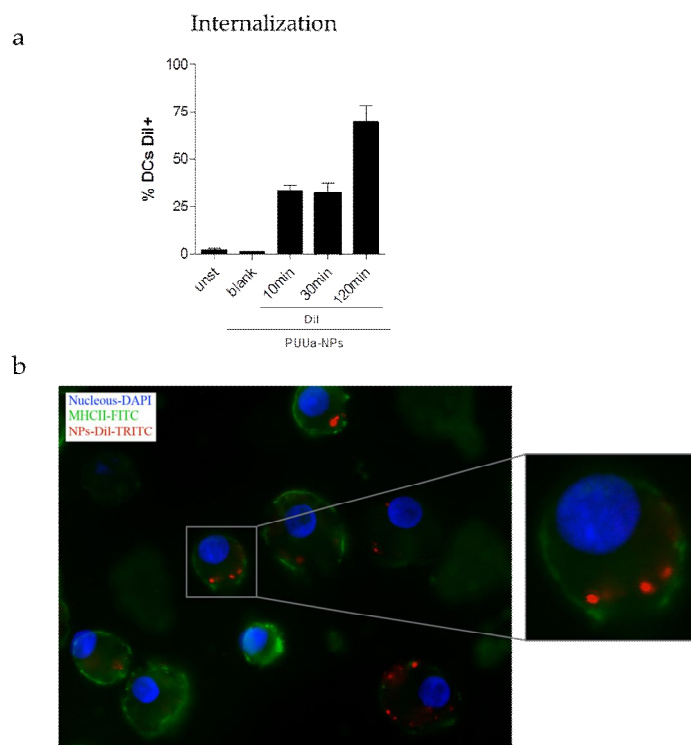 Internalization
a
% DCs DiI+
100
75
50
25
0
unst
blank
10min
30min
120min
DiI
PUUa-NPs
b
Nucleous-DAPI
MHCII-FITC
NPs-DiI-TRITC